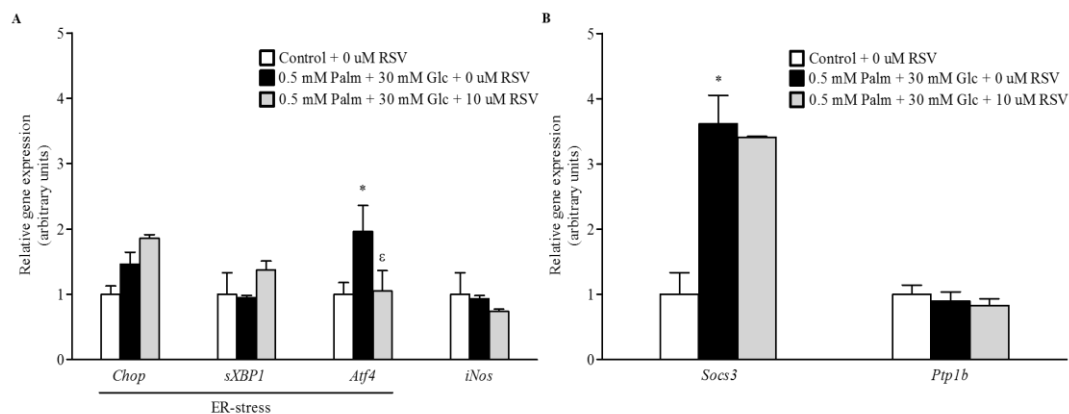 A
Relative gene expression
(arbitrary units)
5
4
3
2
1
0
Control + 0 uM RSV
0.5 mM Palm + 30 mM Glc + 0 uM RSV
0.5 mM Palm + 30 mM Glc + 10 uM RSV
*
ε
Chop
sXBP1
Atf4
iNos
ER-stress
B
Relative gene expression
(arbitrary units)
5
4
3
2
1
0
Control + 0 uM RSV
0.5 mM Palm + 30 mM Glc + 0 uM RSV
0.5 mM Palm + 30 mM Glc + 10 uM RSV
*
Socs3
Ptp1b